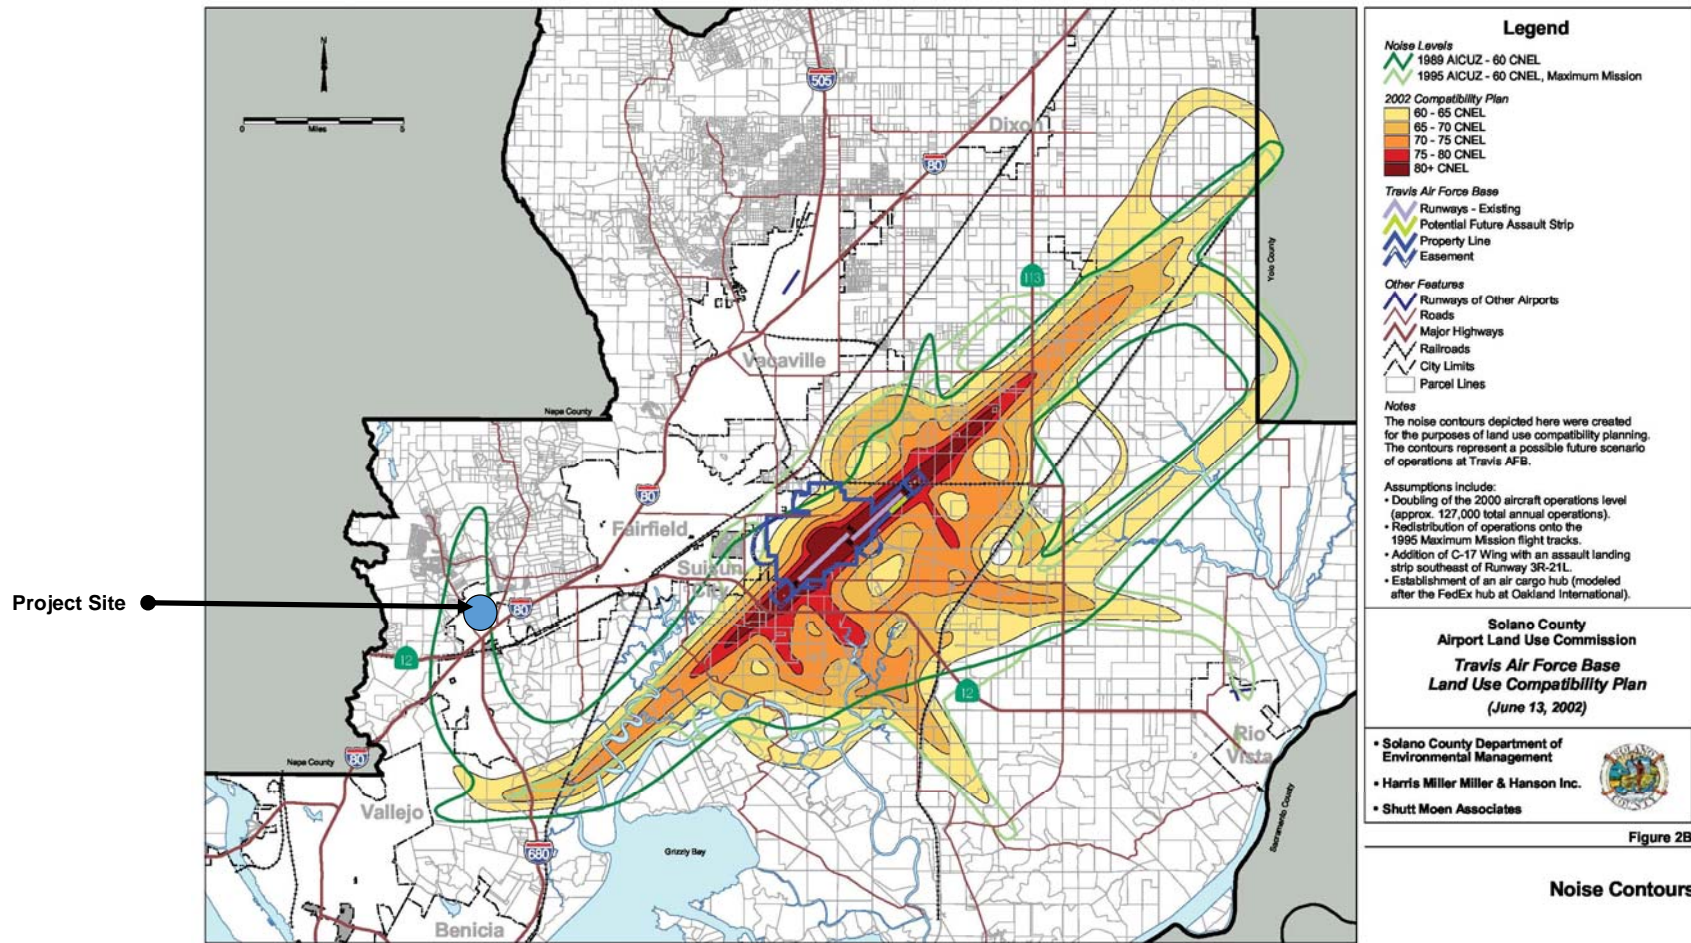 N
0
Miles
5
Project Site
505
80
80
80
80
680
113
12
12
Dixon
Vacaville
Fairfield
Suisun
City
Vallejo
Benicia
Rio
Vista
Napa County
Napa County
Yolo County
Sacramento County
Grizzly Bay
Legend
Noise Levels
1989 AICUZ - 60 CNEL
1995 AICUZ - 60 CNEL, Maximum Mission
2002 Compatibility Plan
60 - 65 CNEL
65 - 70 CNEL
70 - 75 CNEL
75 - 80 CNEL
80+ CNEL
Travis Air Force Base
Runways - Existing
Potential Future Assault Strip
Property Line
Easement
Other Features
Runways of Other Airports
Roads
Major Highways
Railroads
City Limits
Parcel Lines
Notes
The noise contours depicted here were created
for the purposes of land use compatibility planning.
The contours represent a possible future scenario
of operations at Travis AFB.
Assumptions include:
• Doubling of the 2000 aircraft operations level
(approx. 127,000 total annual operations).
• Redistribution of operations onto the
1995 Maximum Mission flight tracks.
• Addition of C-17 Wing with an assault landing
strip southeast of Runway 3R-21L.
• Establishment of an air cargo hub (modeled
after the FedEx hub at Oakland International).
Solano County
Airport Land Use Commission
Travis Air Force Base
Land Use Compatibility Plan
(June 13, 2002)
• Solano County Department of
Environmental Management
• Harris Miller Miller & Hanson Inc.
• Shutt Moen Associates
SOLANO
COUNTY
Figure 2B
Noise Contours